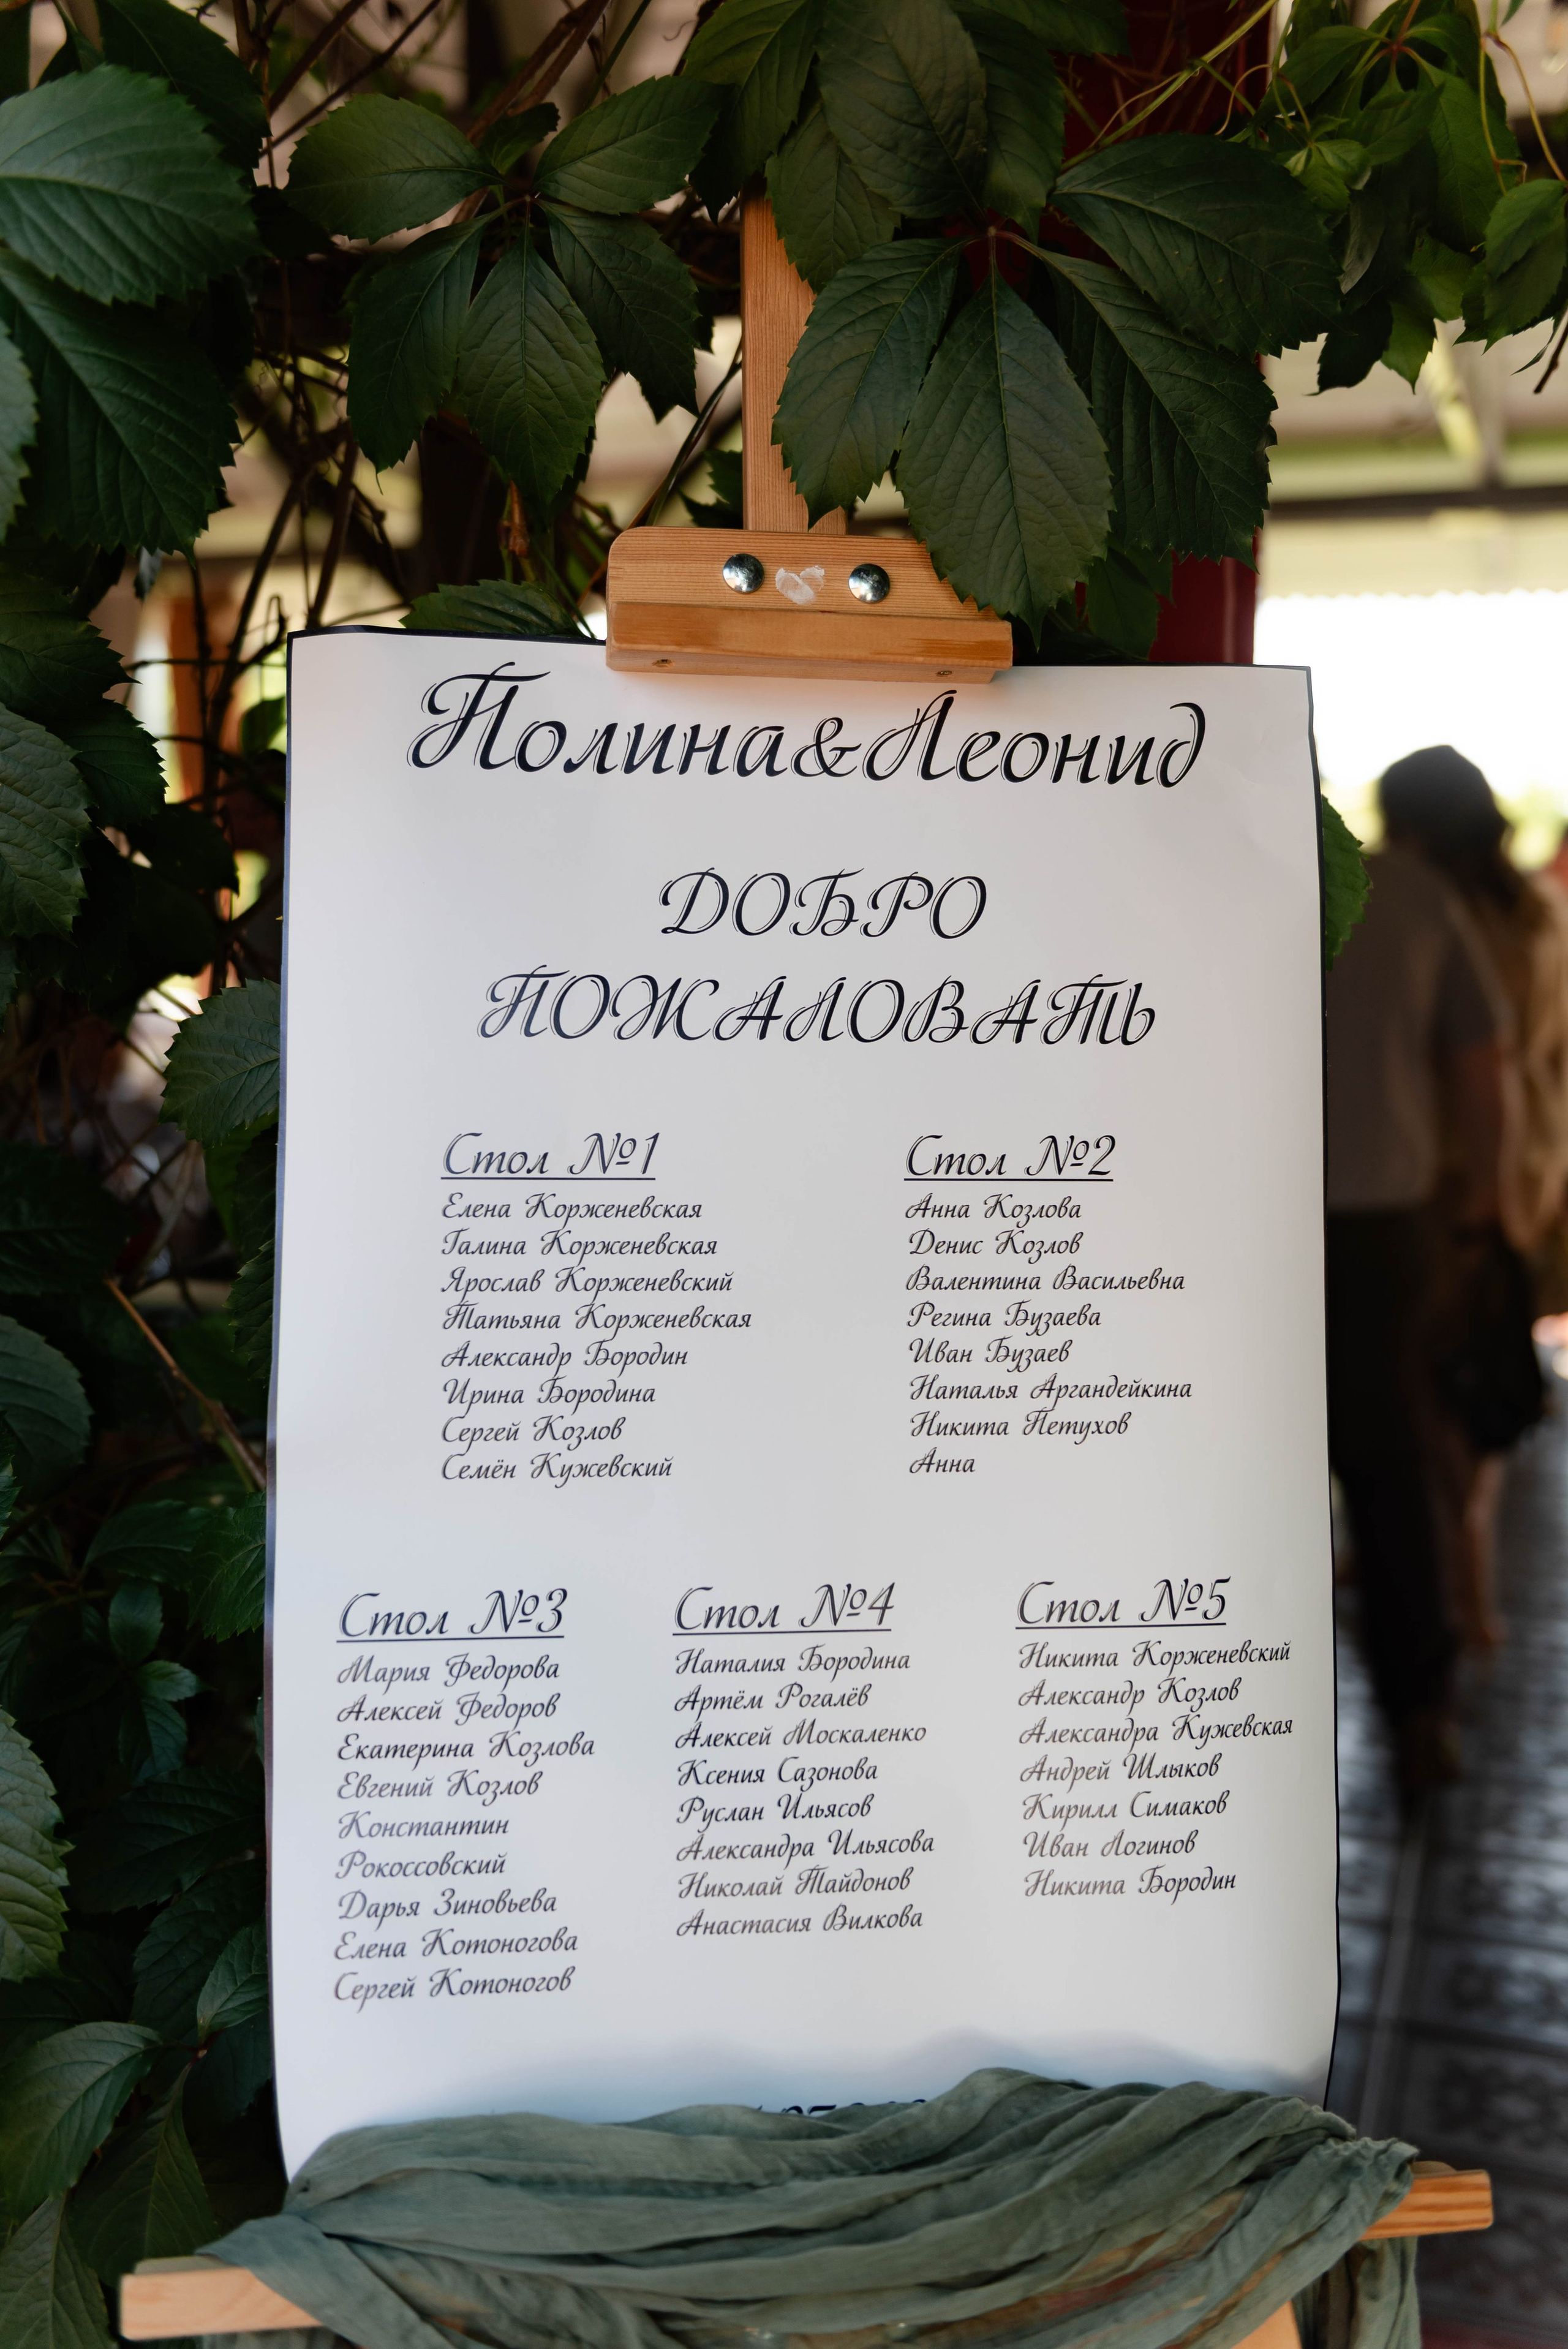 Полина&Леонид
ДОБРО
ПОЖАЛОВАТЬ
Стол №1
Елена Корженевская
Галина Корженевская
Ярослав Корженевский
Татьяна Корженевская
Александр Бородин
Ирина Бородина
Сергей Козлов
Семён Кужевский
Стол №2
Анна Козлова
Денис Козлов
Валентина Васильевна
Регина Бузаева
Иван Бузаев
Наталья Аргандейкина
Никита Петухов
Анна
Стол №3
Мария Федорова
Алексей Федоров
Екатерина Козлова
Евгений Козлов
Константин
Рокоссовский
Дарья Зиновьева
Елена Котоногова
Сергей Котоногов
Стол №4
Наталия Бородина
Артём Рогалёв
Алексей Москаленко
Ксения Сазонова
Руслан Ильясов
Александра Ильясова
Николай Тайдонов
Анастасия Вилкова
Стол №5
Никита Корженевский
Александр Козлов
Александра Кужевская
Андрей Шлыков
Кирилл Симаков
Иван Логинов
Никита Бородин